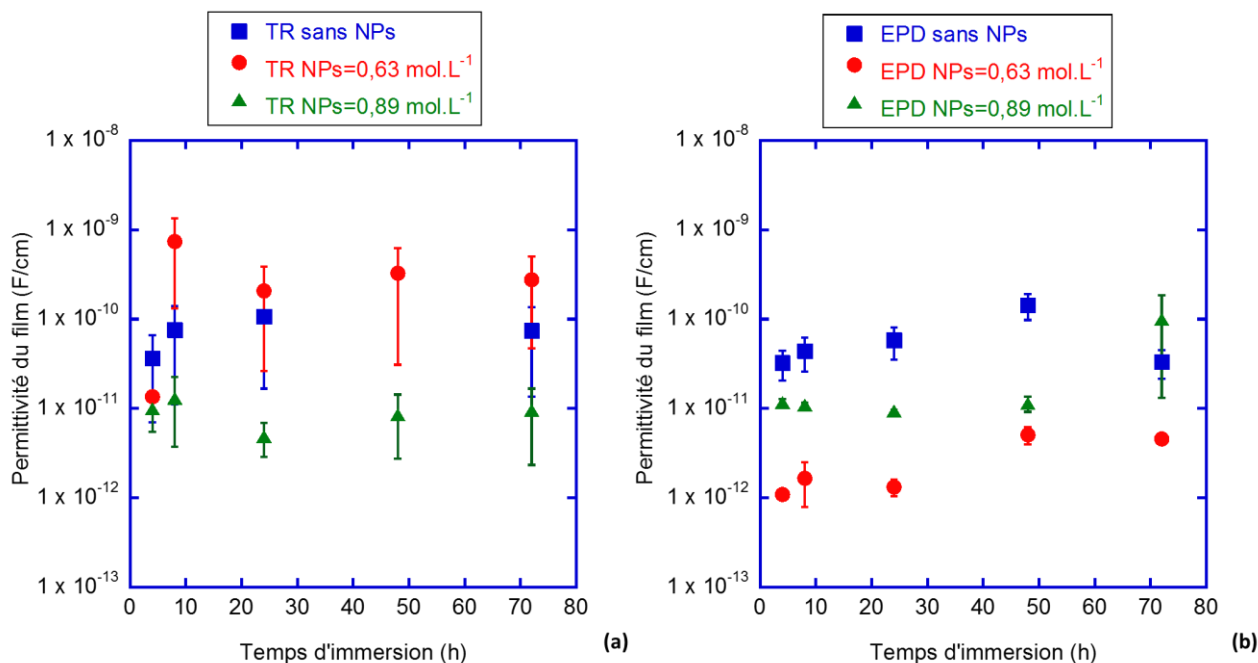 TR sans NPs
TR NPs=0,63 mol.L⁻¹
TR NPs=0,89 mol.L⁻¹
Permittivité du film (F/cm)
1 x 10⁻⁸
1 x 10⁻⁹
1 x 10⁻¹⁰
1 x 10⁻¹¹
1 x 10⁻¹²
1 x 10⁻¹³
0 10 20 30 40 50 60 70 80
Temps d'immersion (h)
(a)
EPD sans NPs
EPD NPs=0,63 mol.L⁻¹
EPD NPs=0,89 mol.L⁻¹
Permittivité du film (F/cm)
1 x 10⁻⁸
1 x 10⁻⁹
1 x 10⁻¹⁰
1 x 10⁻¹¹
1 x 10⁻¹²
1 x 10⁻¹³
0 10 20 30 40 50 60 70 80
Temps d'immersion (h)
(b)